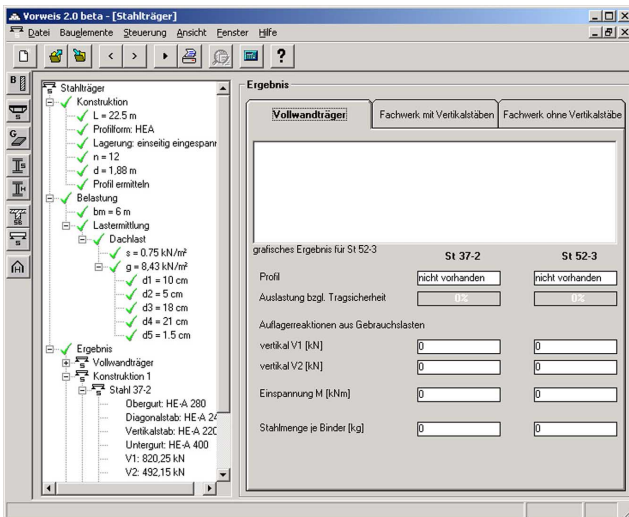 Vorweis 2.0 beta - [Stahlträger]
Datei Bauelemente Steuerung Ansicht Fenster Hilfe
Stahlträger
Konstruktion
L = 22.5 m
Profilform: HEA
Lagerung: einseitig eingespanr
n = 12
d = 1,88 m
Profil ermitteln
Belastung
bm = 6 m
Lastermittlung
Dachlast
s = 0.75 kN/m²
g = 8,43 kN/m²
d1 = 10 cm
d2 = 5 cm
d3 = 18 cm
d4 = 21 cm
d5 = 1.5 cm
Ergebnis
Vollwandträger
Konstruktion 1
Stahl 37-2
Obergurt: HE-A 280
Diagonalstab: HE-A 24
Vertikalstab: HE-A 220
Untergurt: HE-A 400
V1: 820,25 kN
V2: 492,15 kN
Ergebnis
Vollwandträger Fachwerk mit Vertikalstäben Fachwerk ohne Vertikalstäbe
grafisches Ergebnis für St 52-3
St 37-2 St 52-3
Profil nicht vorhanden nicht vorhanden
Auslastung bzgl. Tragsicherheit 0% 0%
Auflagerreaktionen aus Gebrauchslasten
vertikal V1 [kN] 0 0
vertikal V2 [kN] 0 0
Einspannung M [kNm] 0 0
Stahlmenge je Binder [kg] 0 0